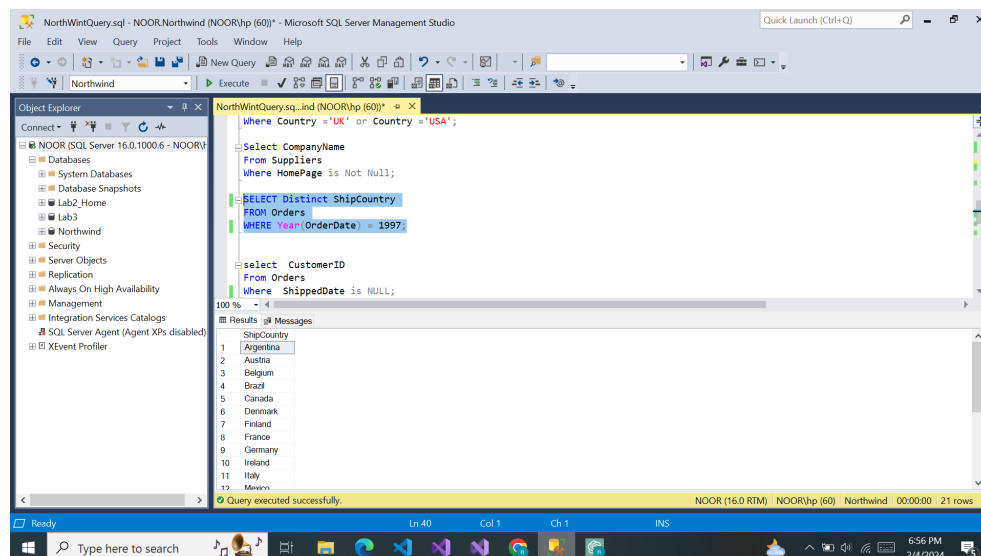 NorthWintQuery.sql - NOOR.Northwind (NOOR\hp (60))* - Microsoft SQL Server Management Studio
Quick Launch (Ctrl+Q)
File Edit View Query Project Tools Window Help
New Query
Northwind Execute
Object Explorer
NorthWintQuery.sq...ind (NOOR\hp (60))*
Connect
NOOR (SQL Server 16.0.1000.6 - NOOR\
Databases
System Databases
Database Snapshots
Lab2_Home
Lab3
Northwind
Security
Server Objects
Replication
Always On High Availability
Management
Integration Services Catalogs
SQL Server Agent (Agent XPs disabled)
XEvent Profiler
Where Country ='UK' or Country ='USA';
Select CompanyName
From Suppliers
Where HomePage is Not Null;
SELECT Distinct ShipCountry
FROM Orders
WHERE Year(OrderDate) = 1997;
select CustomerID
From Orders
Where ShippedDate is NULL;
100 %
Results Messages
ShipCountry
1 Argentina
2 Austria
3 Belgium
4 Brazil
5 Canada
6 Denmark
7 Finland
8 France
9 Germany
10 Ireland
11 Italy
12 Mexico
Query executed successfully.
NOOR (16.0 RTM) NOOR\hp (60) Northwind 00:00:00 21 rows
Ready Ln 40 Col 1 Ch 1 INS
Type here to search
6:56 PM
2/4/2024